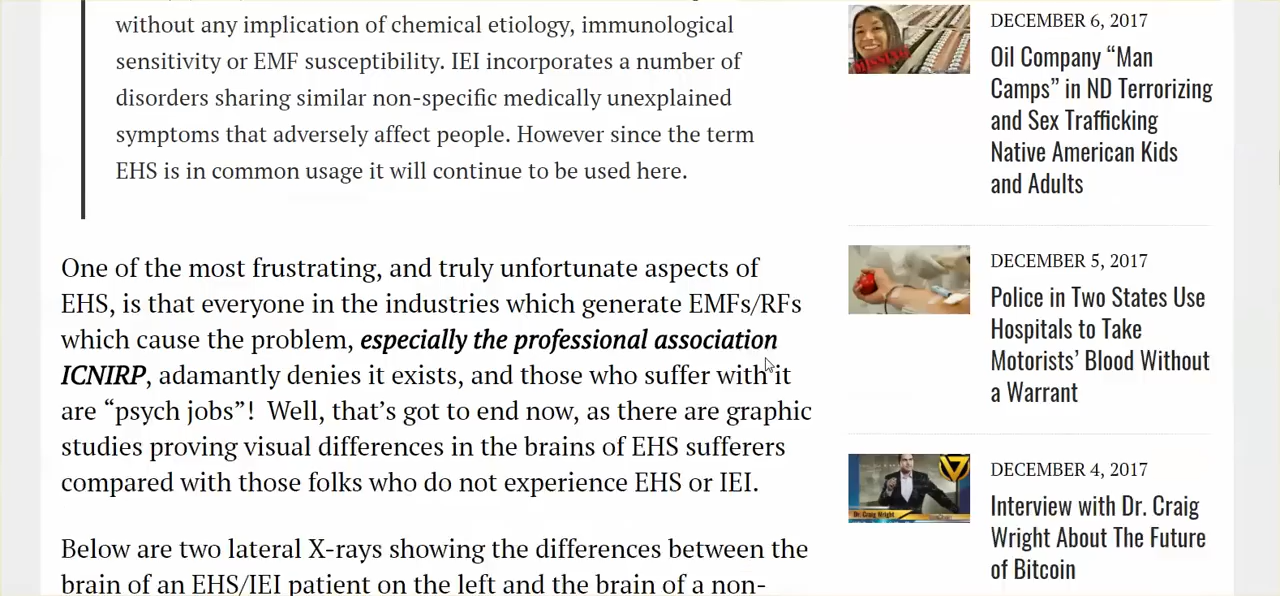 without any implication of chemical etiology, immunological
sensitivity or EMF susceptibility. IEI incorporates a number of
disorders sharing similar non-specific medically unexplained
symptoms that adversely affect people. However since the term
EHS is in common usage it will continue to be used here.
One of the most frustrating, and truly unfortunate aspects of
EHS, is that everyone in the industries which generate EMFs/RFs
which cause the problem, especially the professional association
ICNIRP, adamantly denies it exists, and those who suffer with it
are “psych jobs”!  Well, that’s got to end now, as there are graphic
studies proving visual differences in the brains of EHS sufferers
compared with those folks who do not experience EHS or IEI.
Below are two lateral X-rays showing the differences between the
brain of an EHS/IEI patient on the left and the brain of a non-
MISSING
DECEMBER 6, 2017
Oil Company “Man
Camps” in ND Terrorizing
and Sex Trafficking
Native American Kids
and Adults
DECEMBER 5, 2017
Police in Two States Use
Hospitals to Take
Motorists’ Blood Without
a Warrant
Dr. Craig Wright
DECEMBER 4, 2017
Interview with Dr. Craig
Wright About The Future
of Bitcoin